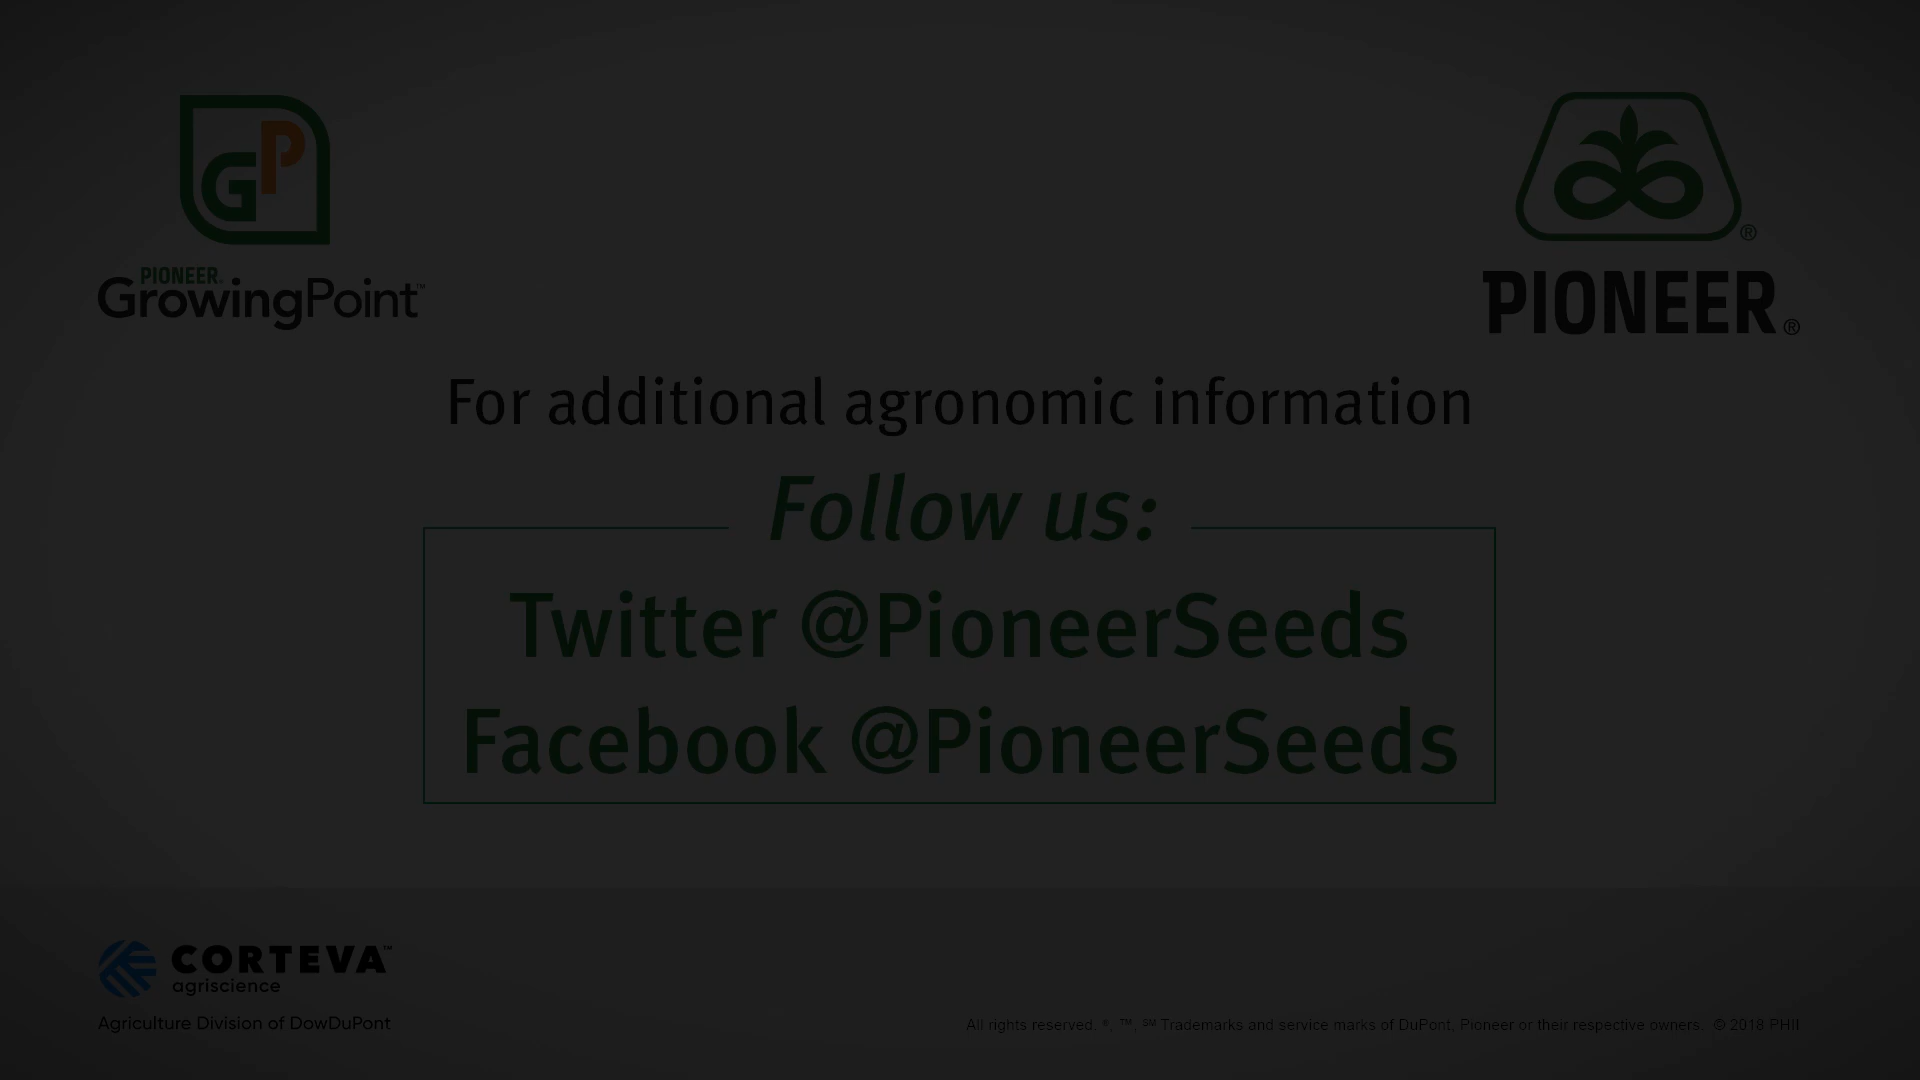 GP
PIONEER®
GrowingPoint™
PIONEER®
For additional agronomic information
Follow us:
Twitter @PioneerSeeds
Facebook @PioneerSeeds
CORTEVA™
agriscience
Agriculture Division of DowDuPont
All rights reserved. ®, ™, ℠ Trademarks and service marks of DuPont, Pioneer or their respective owners. © 2018 PHII